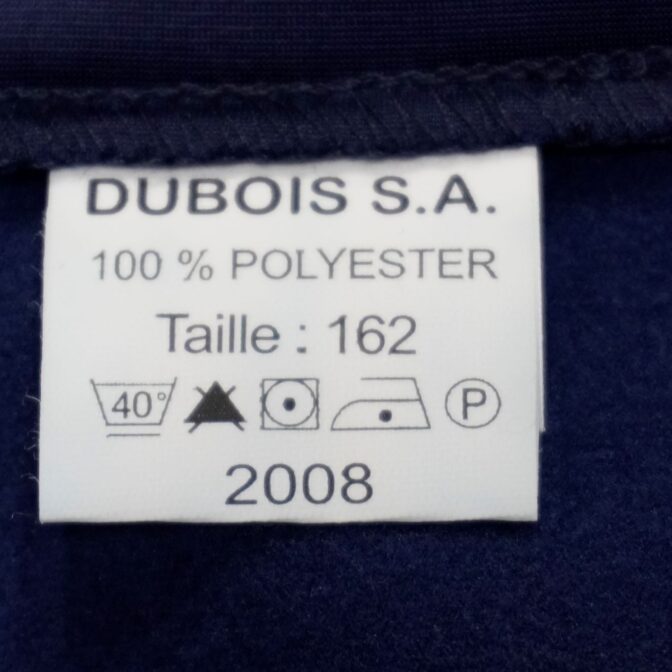 DUBOIS S.A.
100 % POLYESTER
Taille : 162
40° P
2008